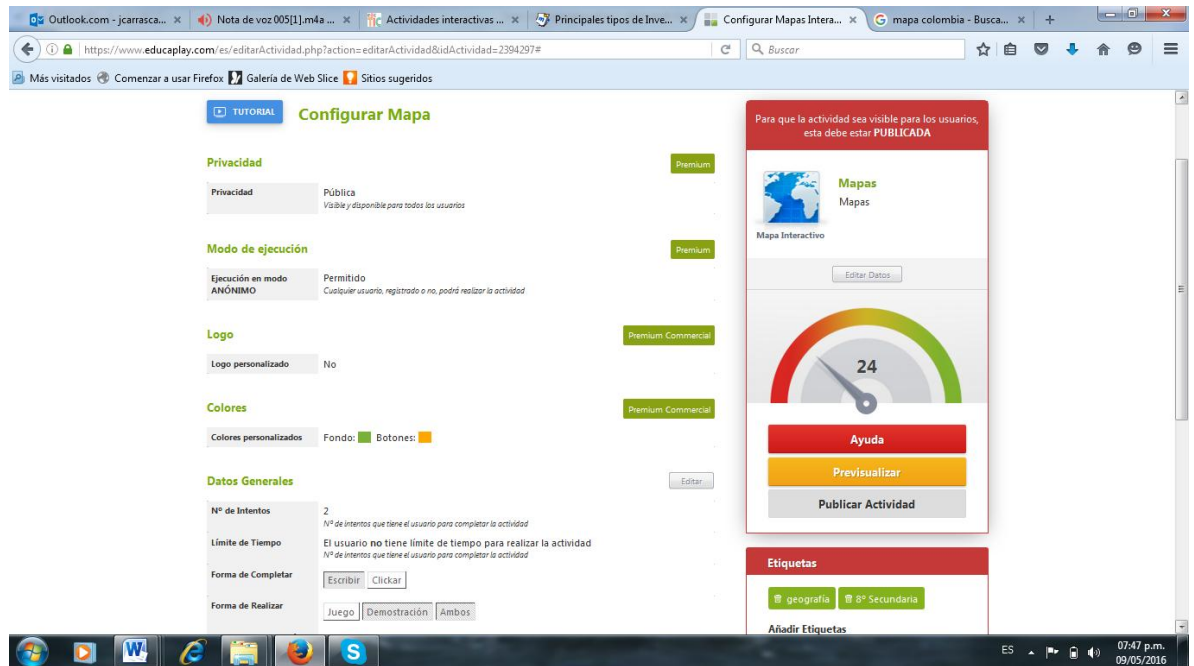 Outlook.com - jcarrasca...
Nota de voz 005[1].m4a ...
Actividades interactivas ...
Principales tipos de Inve...
Configurar Mapas Intera...
mapa colombia - Busca...
https://www.educaplay.com/es/editarActividad.php?action=editarActividad&idActividad=2394297#
Buscar
Más visitados
Comenzar a usar Firefox
Galería de Web Slice
Sitios sugeridos
TUTORIAL
Configurar Mapa
Privacidad
Premium
Privacidad
Pública
Visible y disponible para todos los usuarios
Modo de ejecución
Premium
Ejecución en modo
ANÓNIMO
Permitido
Cualquier usuario, registrado o no, podrá realizar la actividad
Logo
Premium Commercial
Logo personalizado
No
Colores
Premium Commercial
Colores personalizados
Fondo:
Botones:
Datos Generales
Editar
Nº de Intentos
2
Nº de intentos que tiene el usuario para completar la actividad
Límite de Tiempo
El usuario no tiene límite de tiempo para realizar la actividad
Nº de intentos que tiene el usuario para completar la actividad
Forma de Completar
Escribir
Clickar
Forma de Realizar
Juego
Demostración
Ambos
Para que la actividad sea visible para los usuarios,
esta debe estar PUBLICADA
Mapas
Mapas
Mapa Interactivo
Editar Datos
24
Ayuda
Previsualizar
Publicar Actividad
Etiquetas
geografía
8º Secundaria
Añadir Etiquetas
ES
07:47 p.m.
09/05/2016